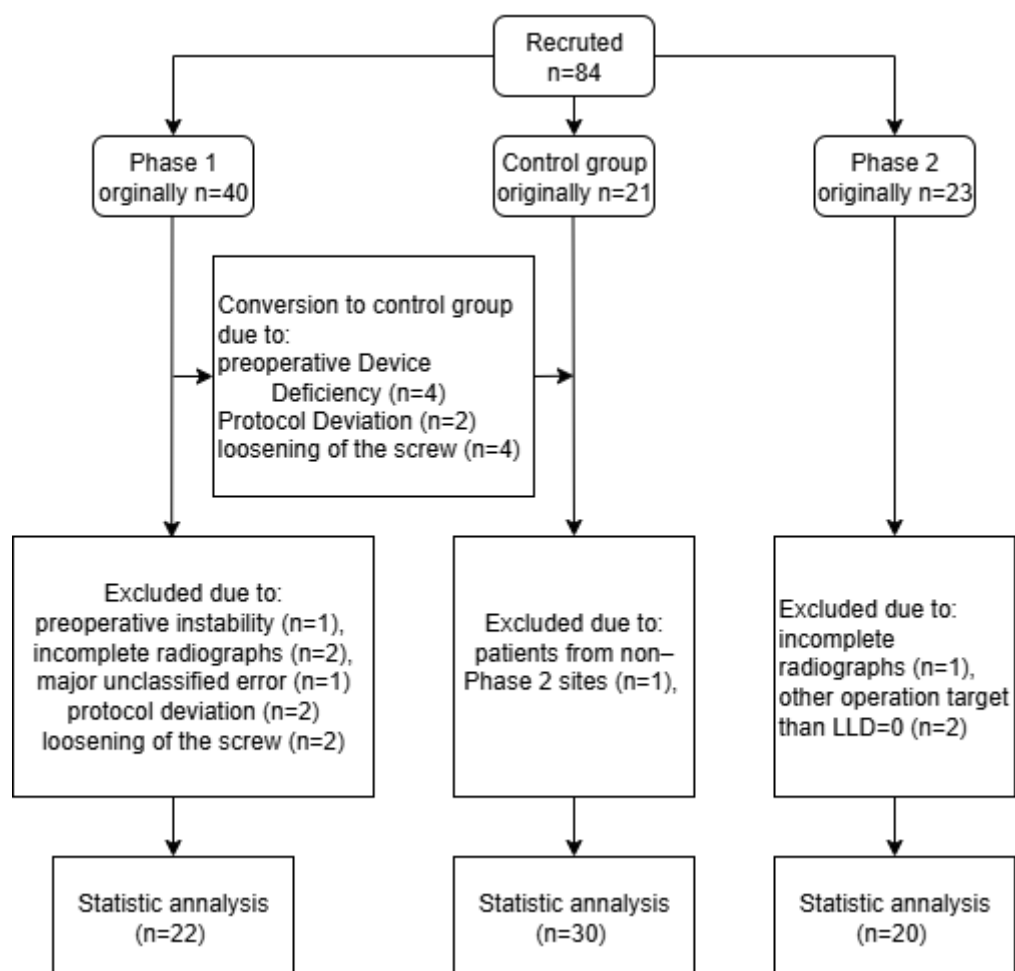 Recruted
n=84
Phase 1
orginally n=40
Control group
originally n=21
Phase 2
originally n=23
Conversion to control group
due to:
preoperative Device
Deficiency (n=4)
Protocol Deviation (n=2)
loosening of the screw (n=4)
Excluded due to:
preoperative instability (n=1),
incomplete radiographs (n=2),
major unclassified error (n=1)
protocol deviation (n=2)
loosening of the screw (n=2)
Excluded due to:
patients from non–
Phase 2 sites (n=1),
Excluded due to:
incomplete
radiographs (n=1),
other operation target
than LLD=0 (n=2)
Statistic annalysis
(n=22)
Statistic annalysis
(n=30)
Statistic annalysis
(n=20)